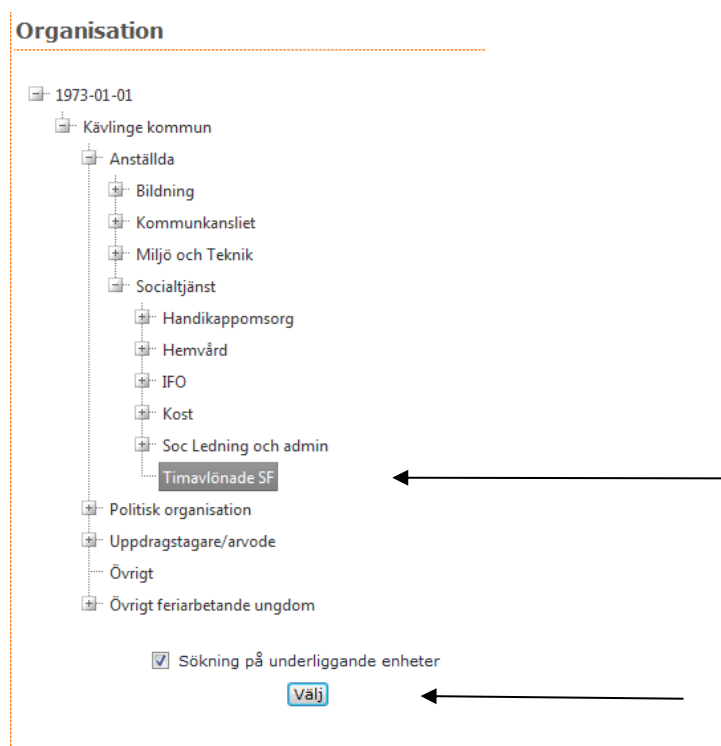 Organisation
1973-01-01
Kävlinge kommun
Anställda
Bildning
Kommunkansliet
Miljö och Teknik
Socialtjänst
Handikappomsorg
Hemvård
IFO
Kost
Soc Ledning och admin
Timavlönade SF
Politisk organisation
Uppdragstagare/arvode
Övrigt
Övrigt feriarbetande ungdom
Sökning på underliggande enheter
Välj